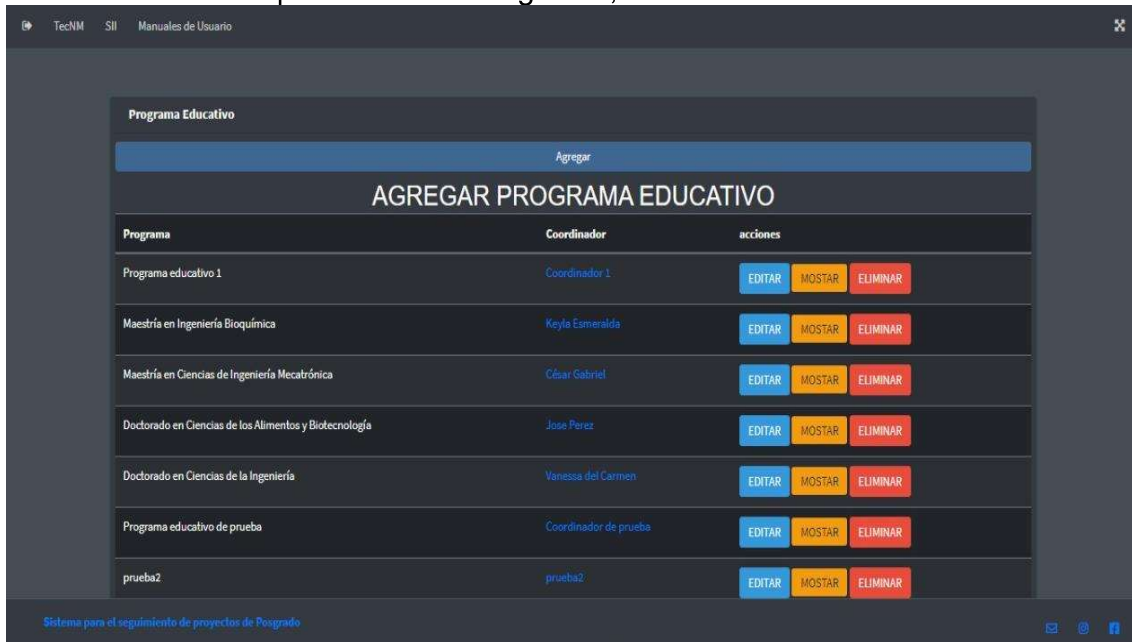 TecNM SII Manuales de Usuario
Programa Educativo
Agregar
AGREGAR PROGRAMA EDUCATIVO
Programa Coordinador acciones
Programa educativo 1 Coordinador 1 EDITAR MOSTAR ELIMINAR
Maestría en Ingeniería Bioquímica Keyla Esmeralda EDITAR MOSTAR ELIMINAR
Maestría en Ciencias de Ingeniería Mecatrónica César Gabriel EDITAR MOSTAR ELIMINAR
Doctorado en Ciencias de los Alimentos y Biotecnología Jose Perez EDITAR MOSTAR ELIMINAR
Doctorado en Ciencias de la Ingeniería Vanessa del Carmen EDITAR MOSTAR ELIMINAR
Programa educativo de prueba Coordinador de prueba EDITAR MOSTAR ELIMINAR
prueba2 prueba2 EDITAR MOSTAR ELIMINAR
Sistema para el seguimiento de proyectos de Posgrado